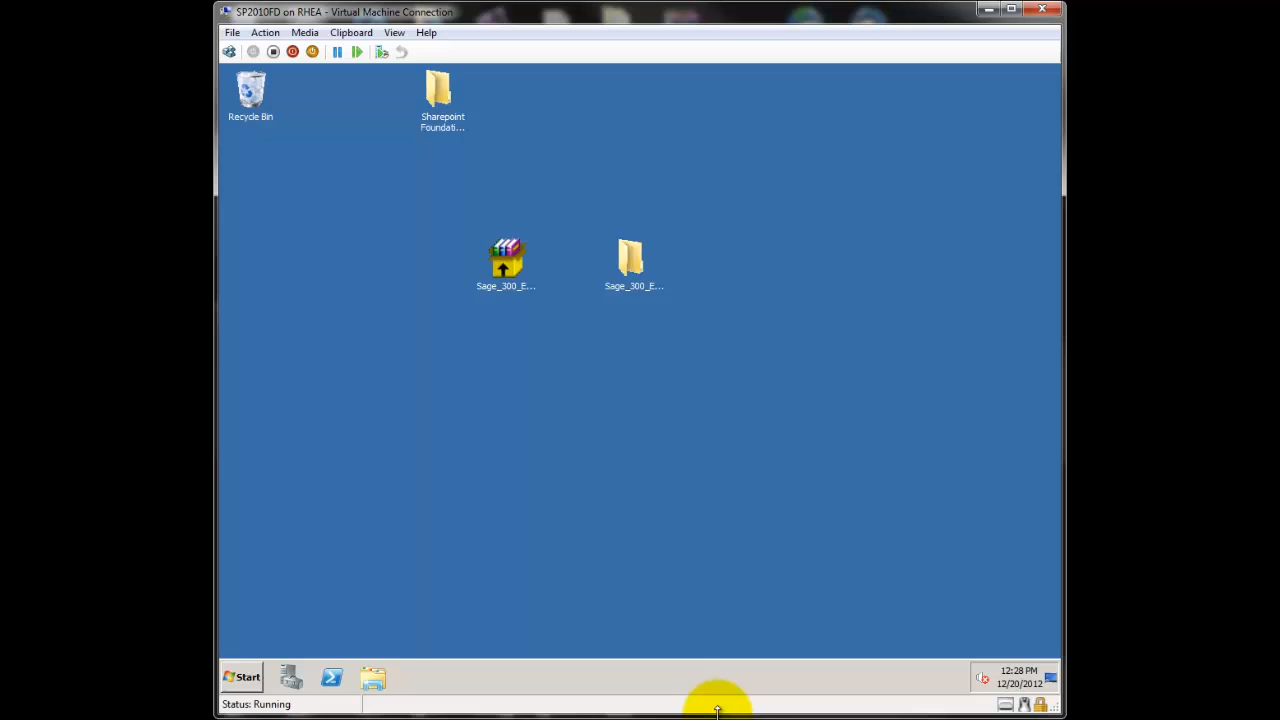 SP2010FD on RHEA - Virtual Machine Connection
File Action Media Clipboard View Help
Recycle Bin
Sharepoint
Foundati...
Sage_300_E...
Sage_300_E...
Start
12:28 PM
12/20/2012
Status: Running